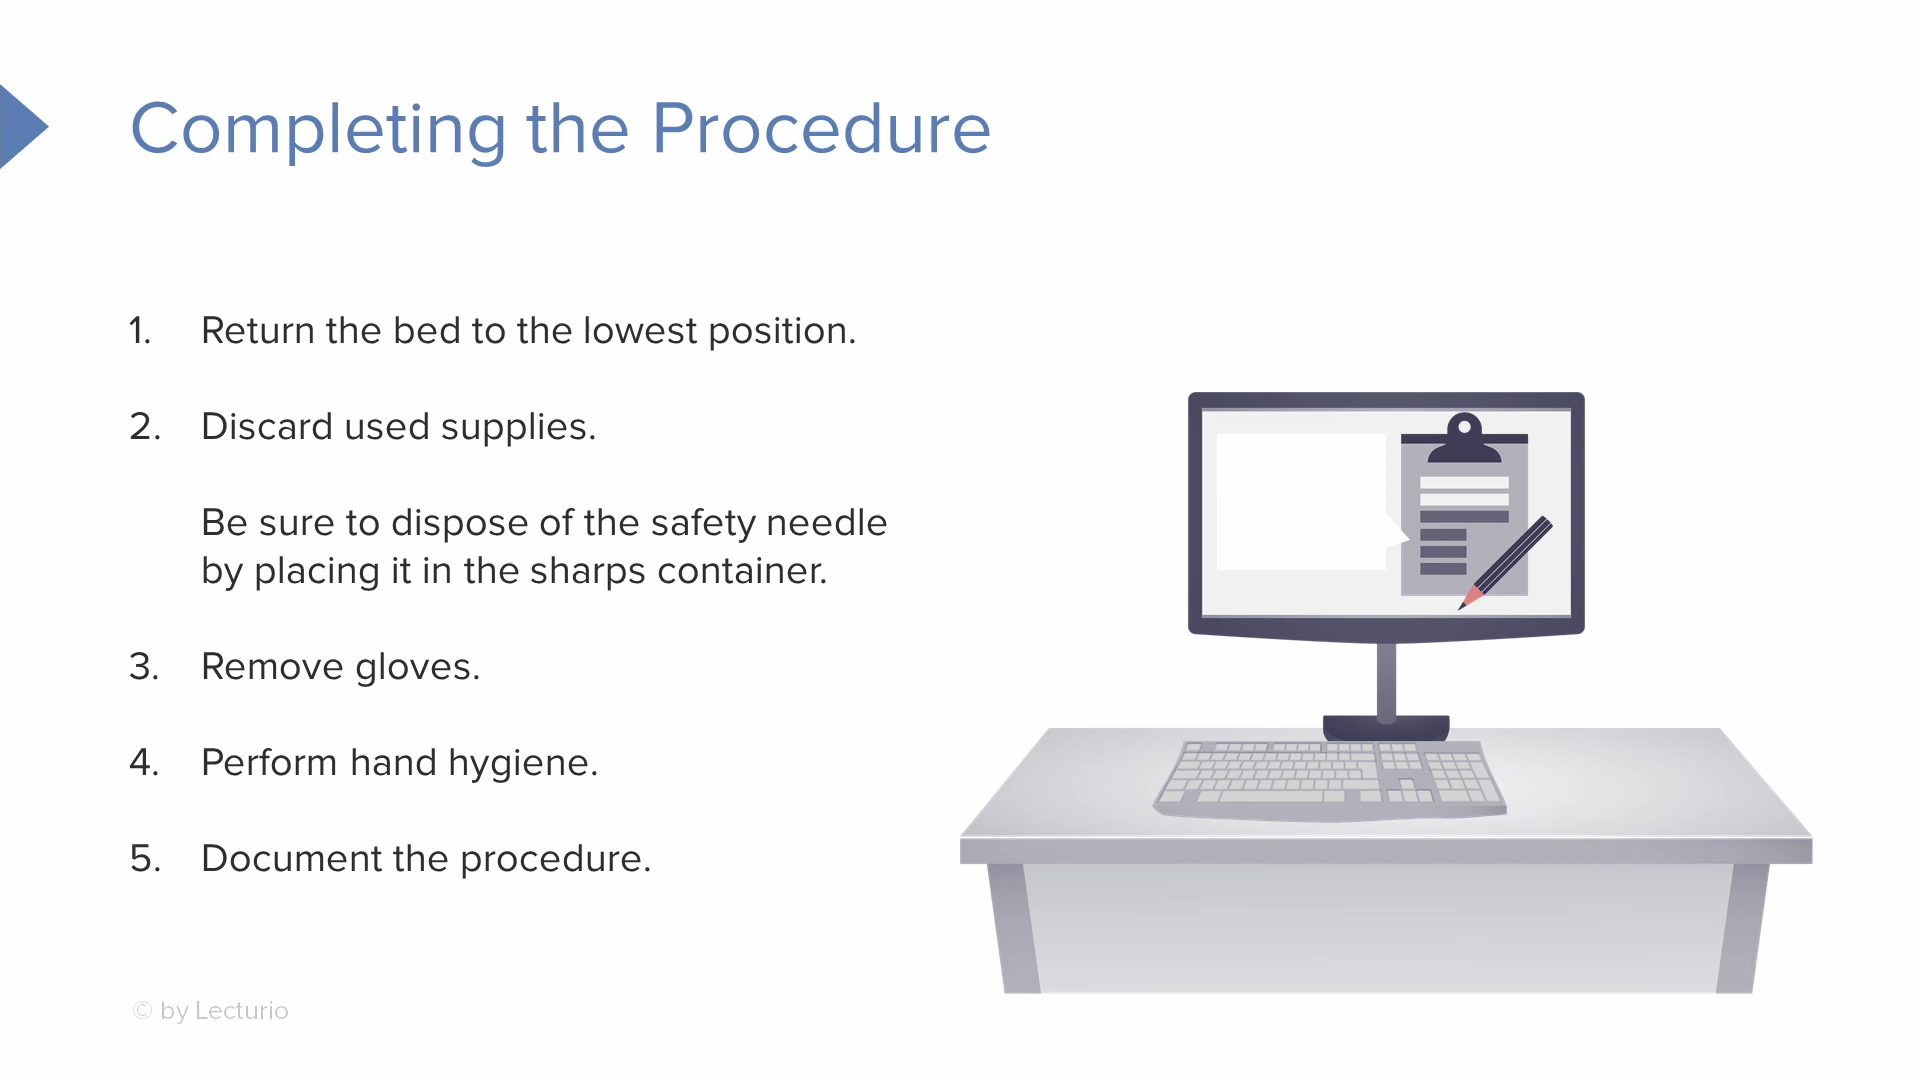 Completing the Procedure
1. Return the bed to the lowest position.
2. Discard used supplies.
Be sure to dispose of the safety needle
by placing it in the sharps container.
3. Remove gloves.
4. Perform hand hygiene.
5. Document the procedure.
© by Lecturio